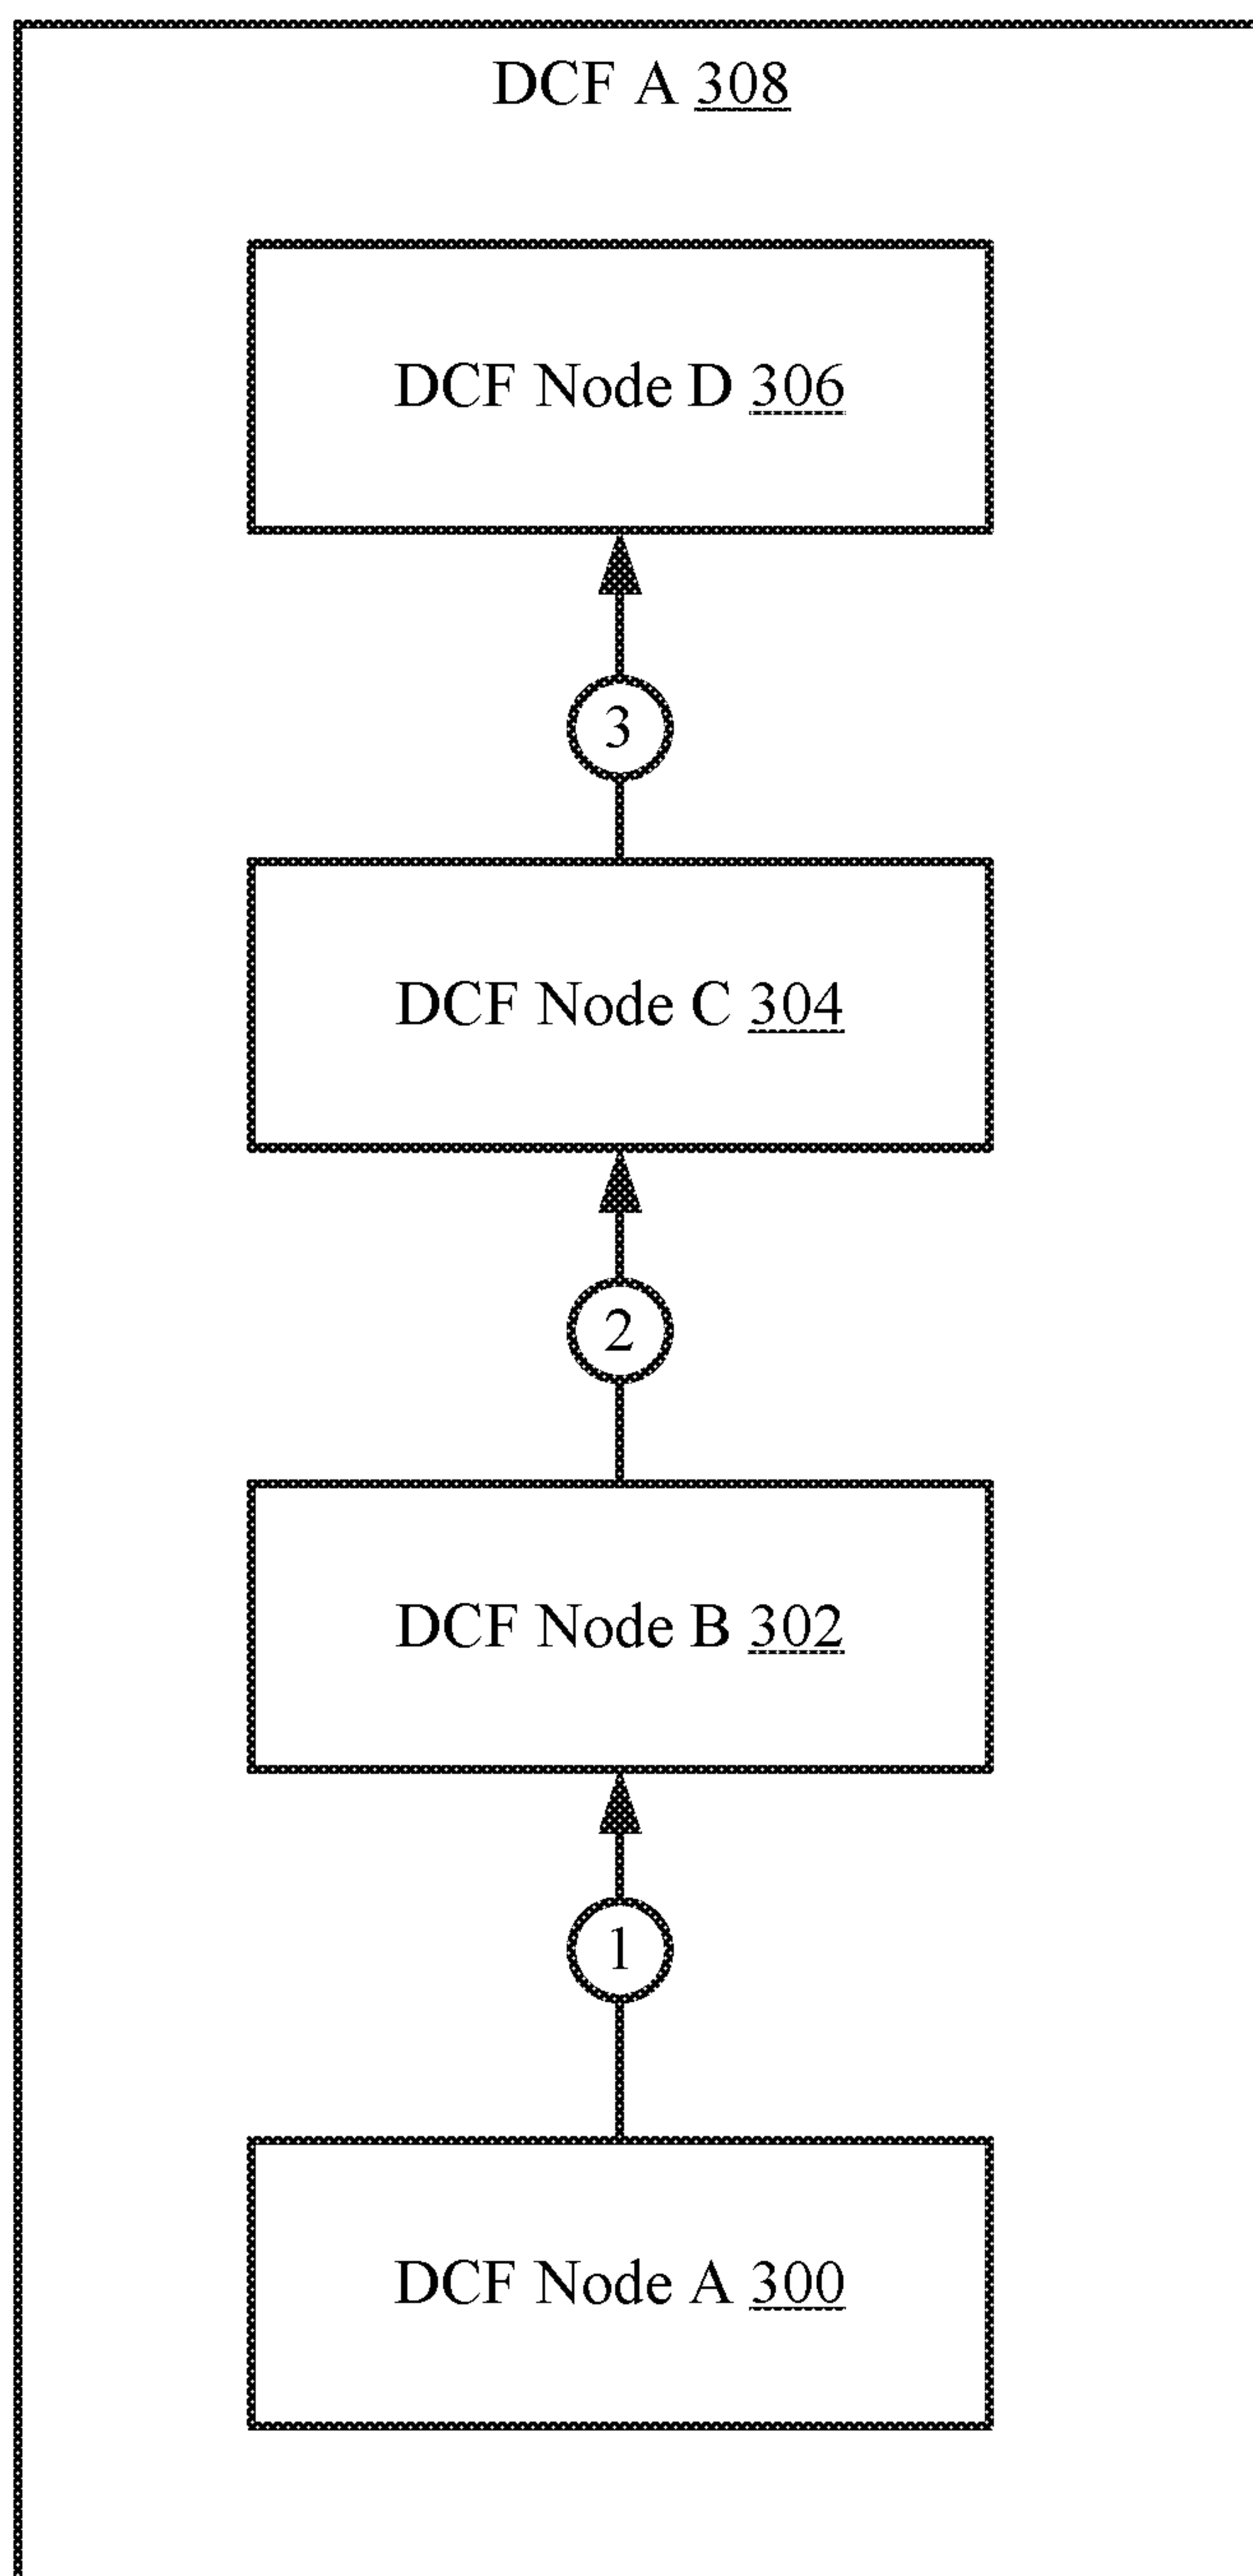 DCF A 308
DCF Node D 306
3
DCF Node C 304
2
DCF Node B 302
1
DCF Node A 300